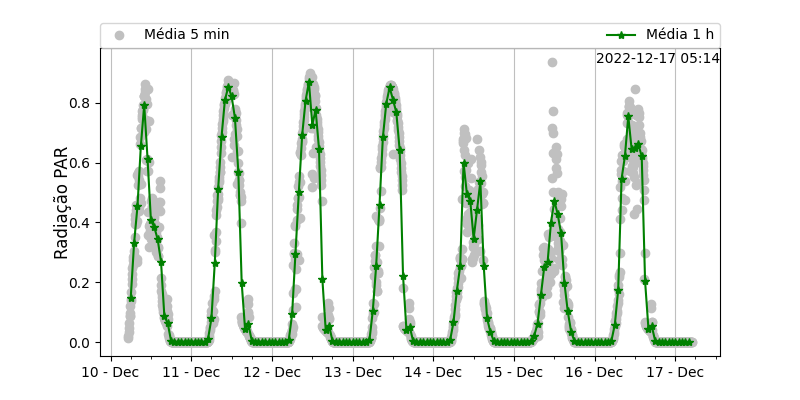 Média 5 min
Média 1 h
2022-12-17 05:14
Radiação PAR
0.8
0.6
0.4
0.2
0.0
10 - Dec
11 - Dec
12 - Dec
13 - Dec
14 - Dec
15 - Dec
16 - Dec
17 - Dec